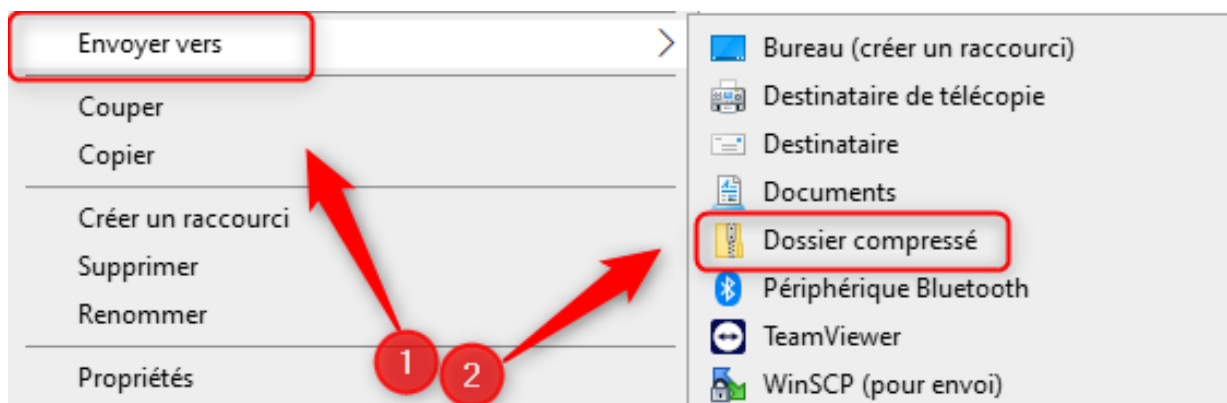 Envoyer vers
Couper
Copier
Créer un raccourci
Supprimer
Renommer
Propriétés
1
2
Bureau (créer un raccourci)
Destinataire de télécopie
Destinataire
Documents
Dossier compressé
Périphérique Bluetooth
TeamViewer
WinSCP (pour envoi)